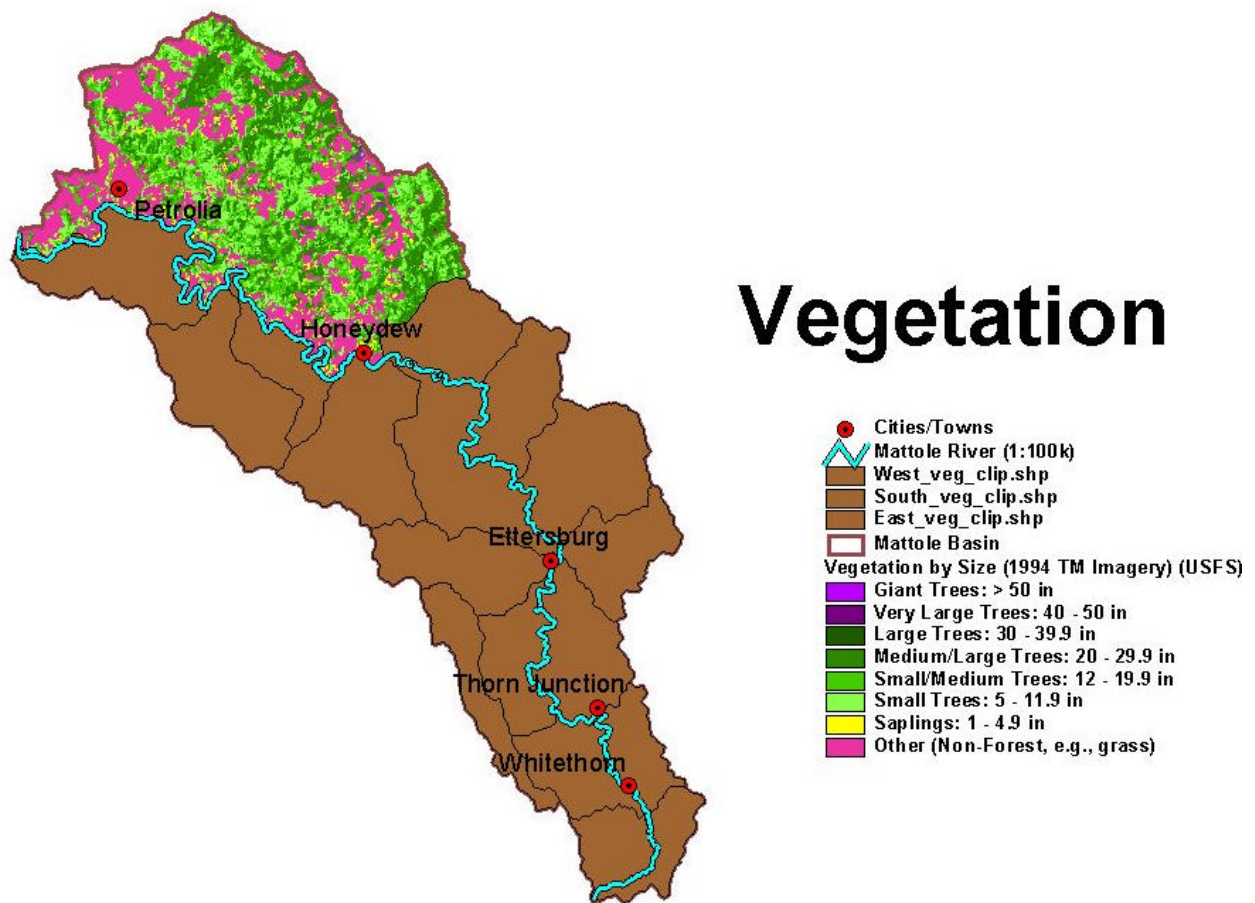 Petrolia
Vegetation
Honeydew
Ettersburg
Thorn Junction
Whitethorn
Cities/Towns
Mattole River (1:100k)
West_veg_clip.shp
South_veg_clip.shp
East_veg_clip.shp
Mattole Basin
Vegetation by Size (1994 TM Imagery) (USFS)
Giant Trees: > 50 in
Very Large Trees: 40 - 50 in
Large Trees: 30 - 39.9 in
Medium/Large Trees: 20 - 29.9 in
Small/Medium Trees: 12 - 19.9 in
Small Trees: 5 - 11.9 in
Saplings: 1 - 4.9 in
Other (Non-Forest, e.g., grass)